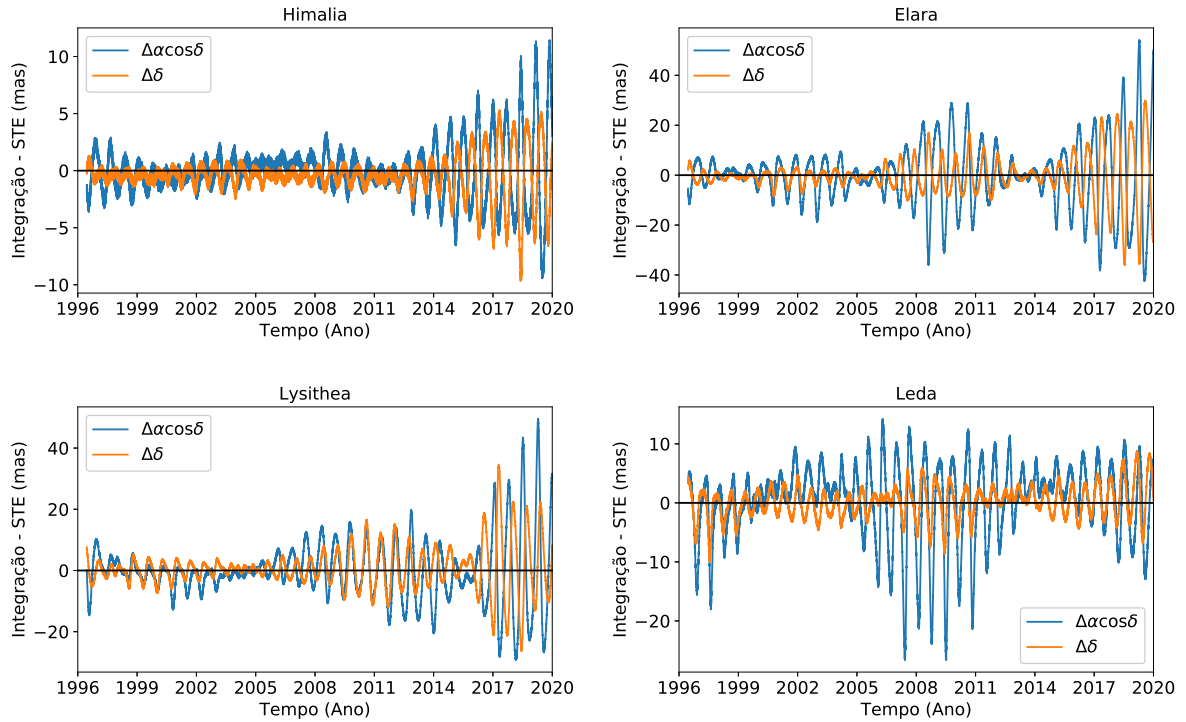 Himalia
Integração - STE (mas)
10
5
0
−5
−10
Δαcosδ
Δδ
1996 1999 2002 2005 2008 2011 2014 2017 2020
Tempo (Ano)
Elara
Integração - STE (mas)
40
20
0
−20
−40
Δαcosδ
Δδ
1996 1999 2002 2005 2008 2011 2014 2017 2020
Tempo (Ano)
Lysithea
Integração - STE (mas)
40
20
0
−20
Δαcosδ
Δδ
1996 1999 2002 2005 2008 2011 2014 2017 2020
Tempo (Ano)
Leda
Integração - STE (mas)
10
0
−10
−20
Δαcosδ
Δδ
1996 1999 2002 2005 2008 2011 2014 2017 2020
Tempo (Ano)